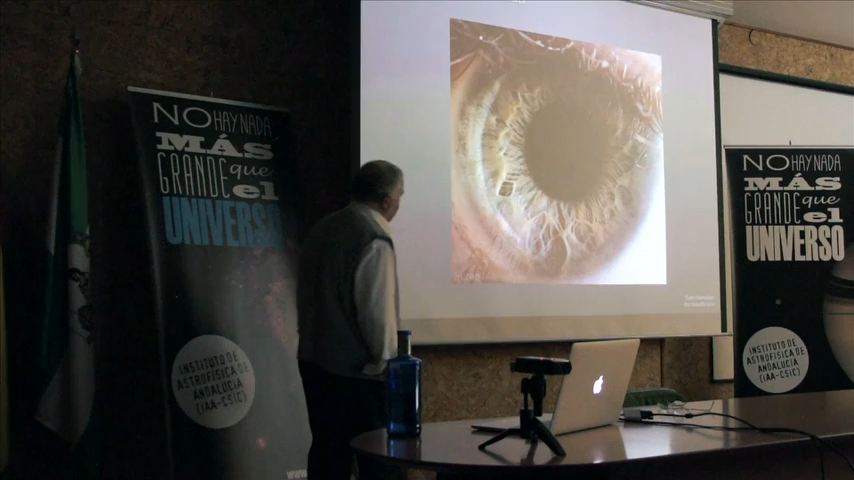 NO HAY NADA
MÁS
GRANDE que
el
UNIVERSO
INSTITUTO DE
ASTROFÍSICA DE
ANDALUCÍA
(IAA-CSIC)
NO HAY NADA
MÁS
GRANDE que
el
UNIVERSO
INSTITUTO DE
ASTROFÍSICA DE
ANDALUCÍA
(IAA-CSIC)